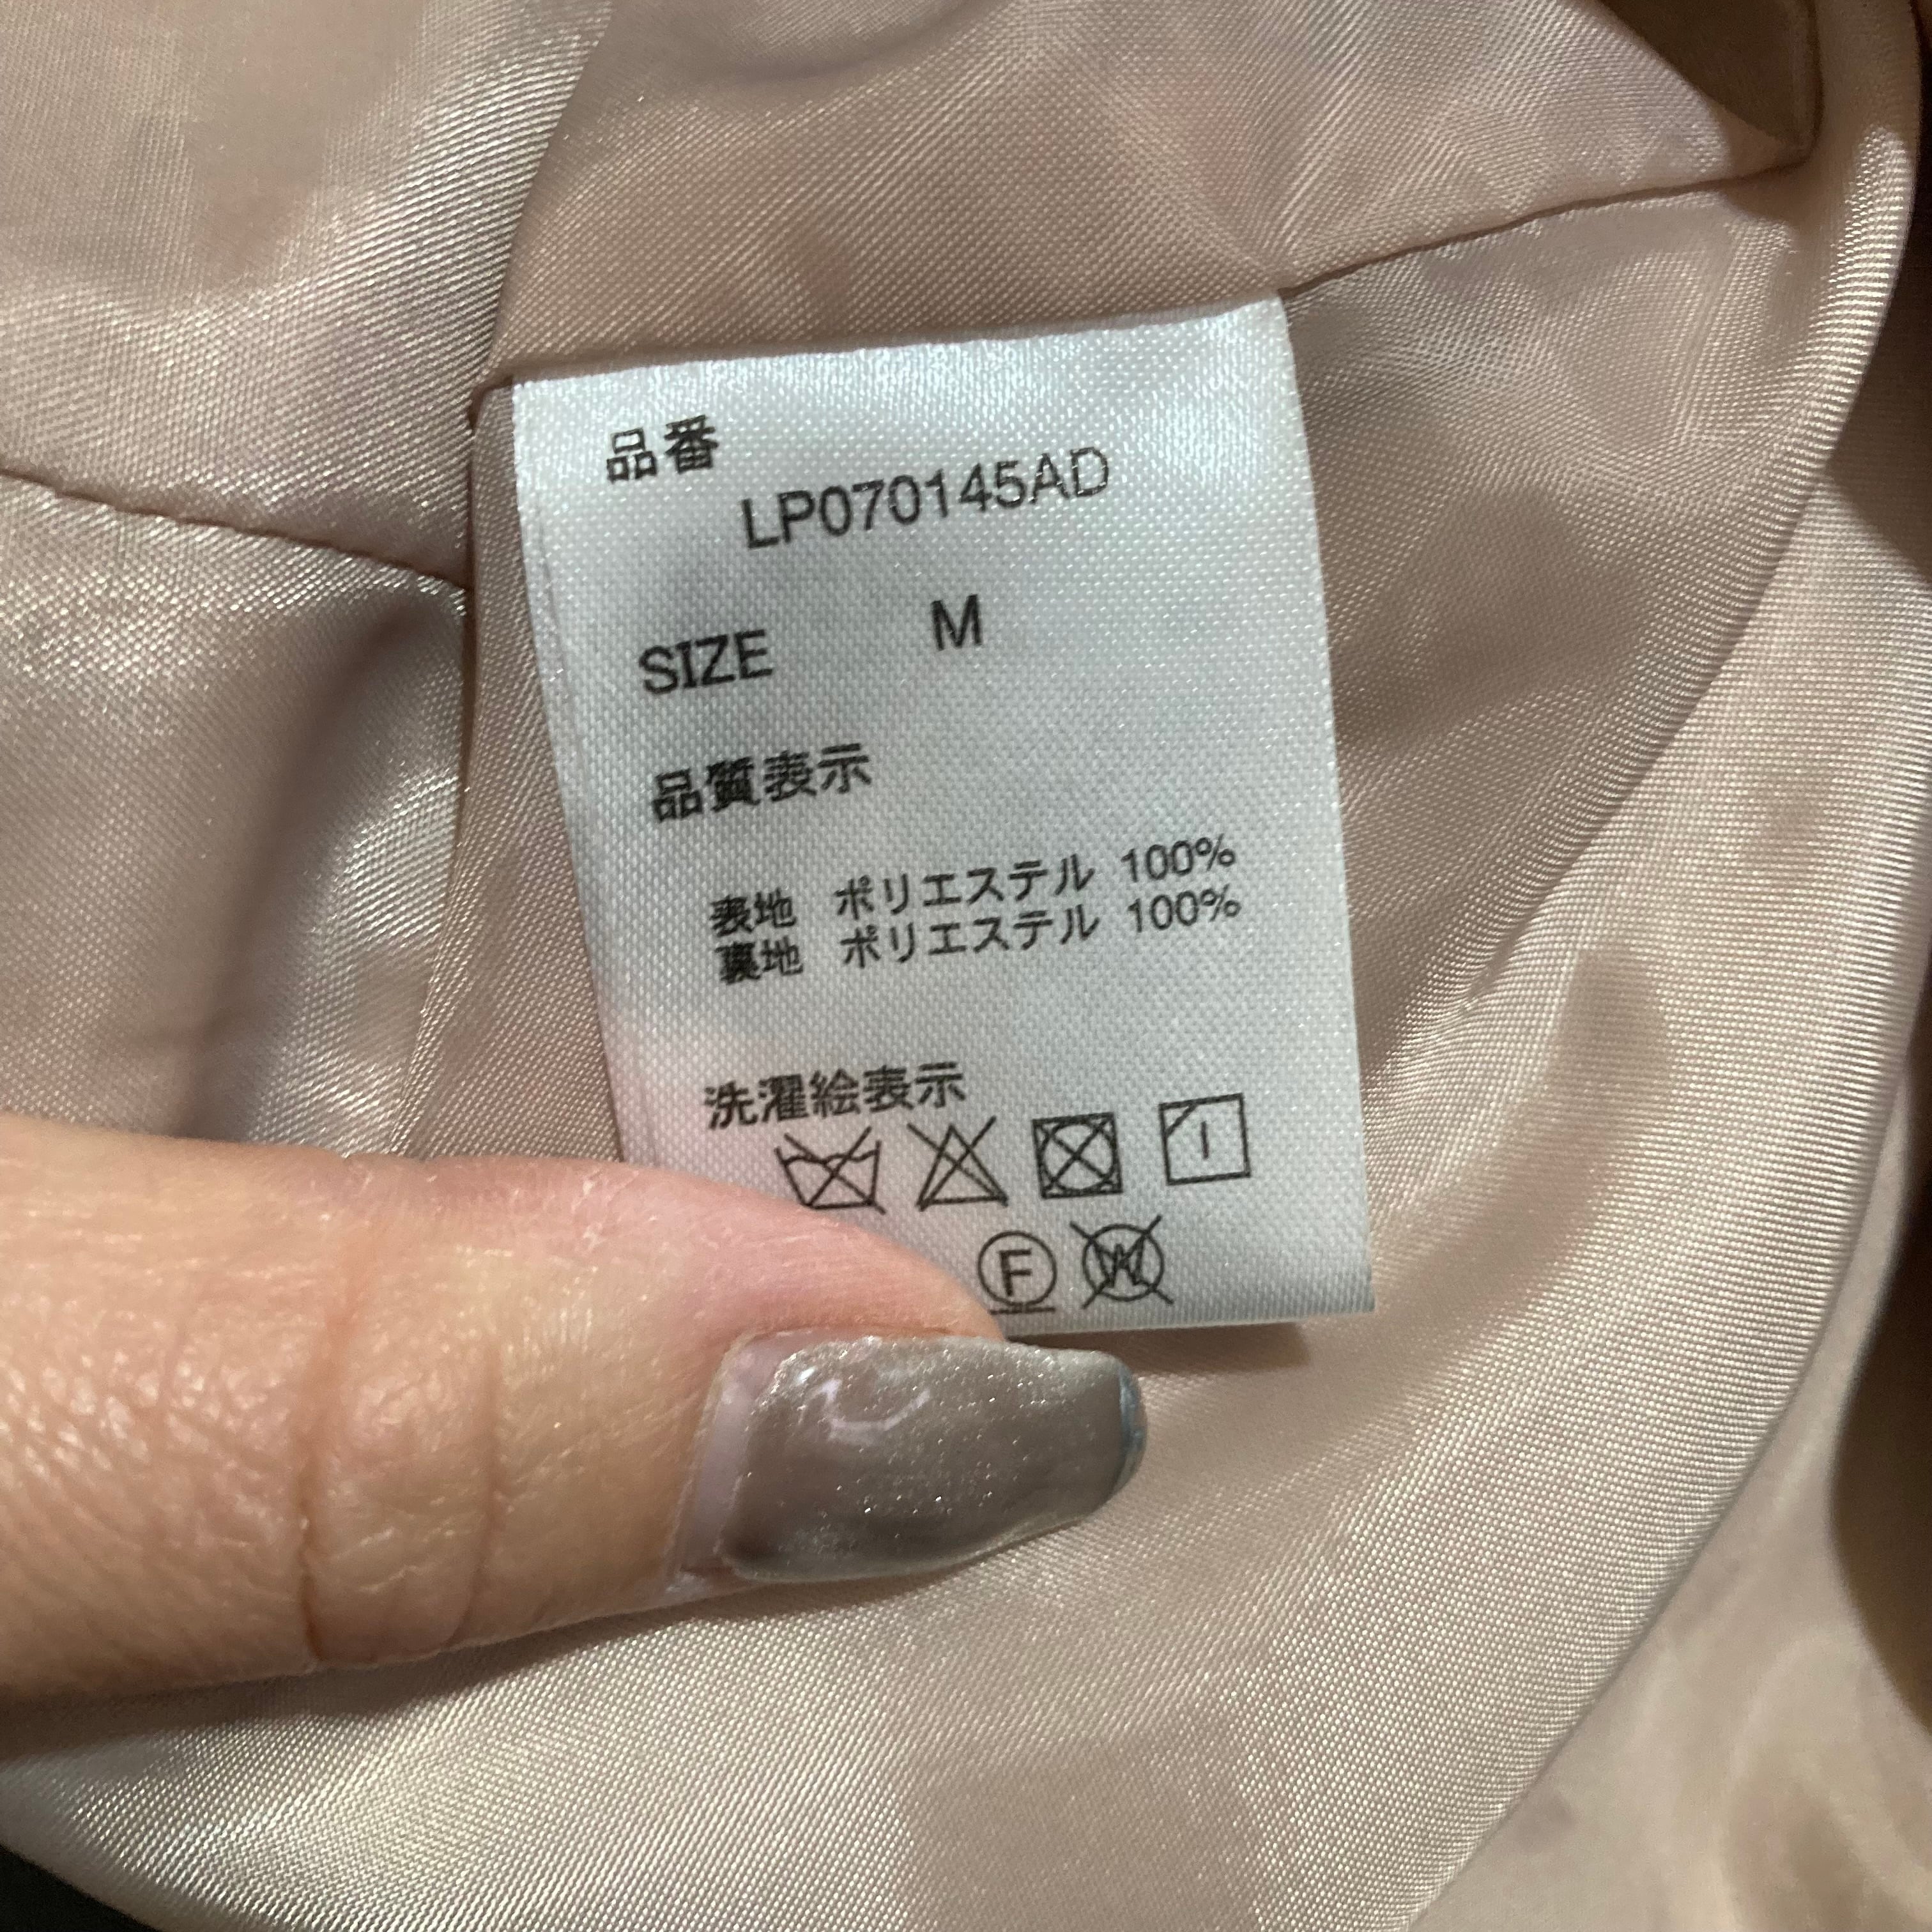 品番
LP070145AD
SIZE M
品質表示
表地 ポリエステル 100%
裏地 ポリエステル 100%
洗濯絵表示
F W